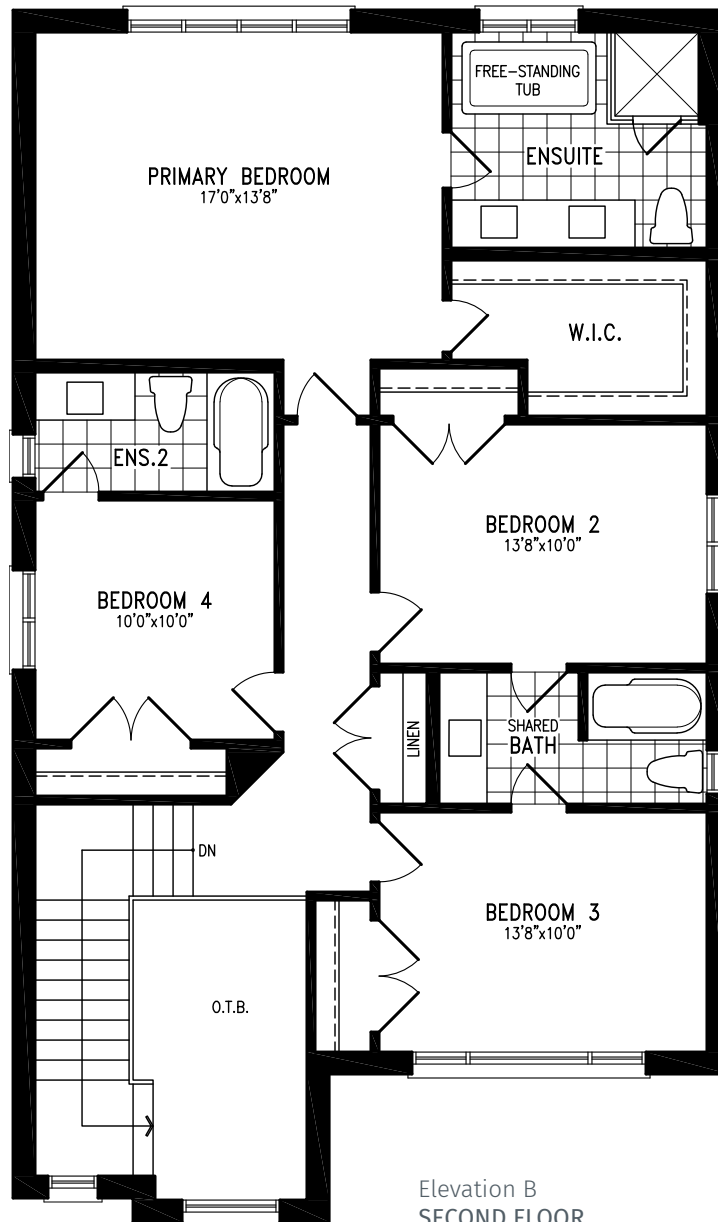 FREE-STANDING
TUB
ENSUITE
PRIMARY BEDROOM
17'0"x13'8"
W.I.C.
ENS.2
BEDROOM 2
13'8"x10'0"
BEDROOM 4
10'0"x10'0"
LINEN
SHARED
BATH
DN
BEDROOM 3
13'8"x10'0"
O.T.B.
Elevation B
SECOND FLOOR